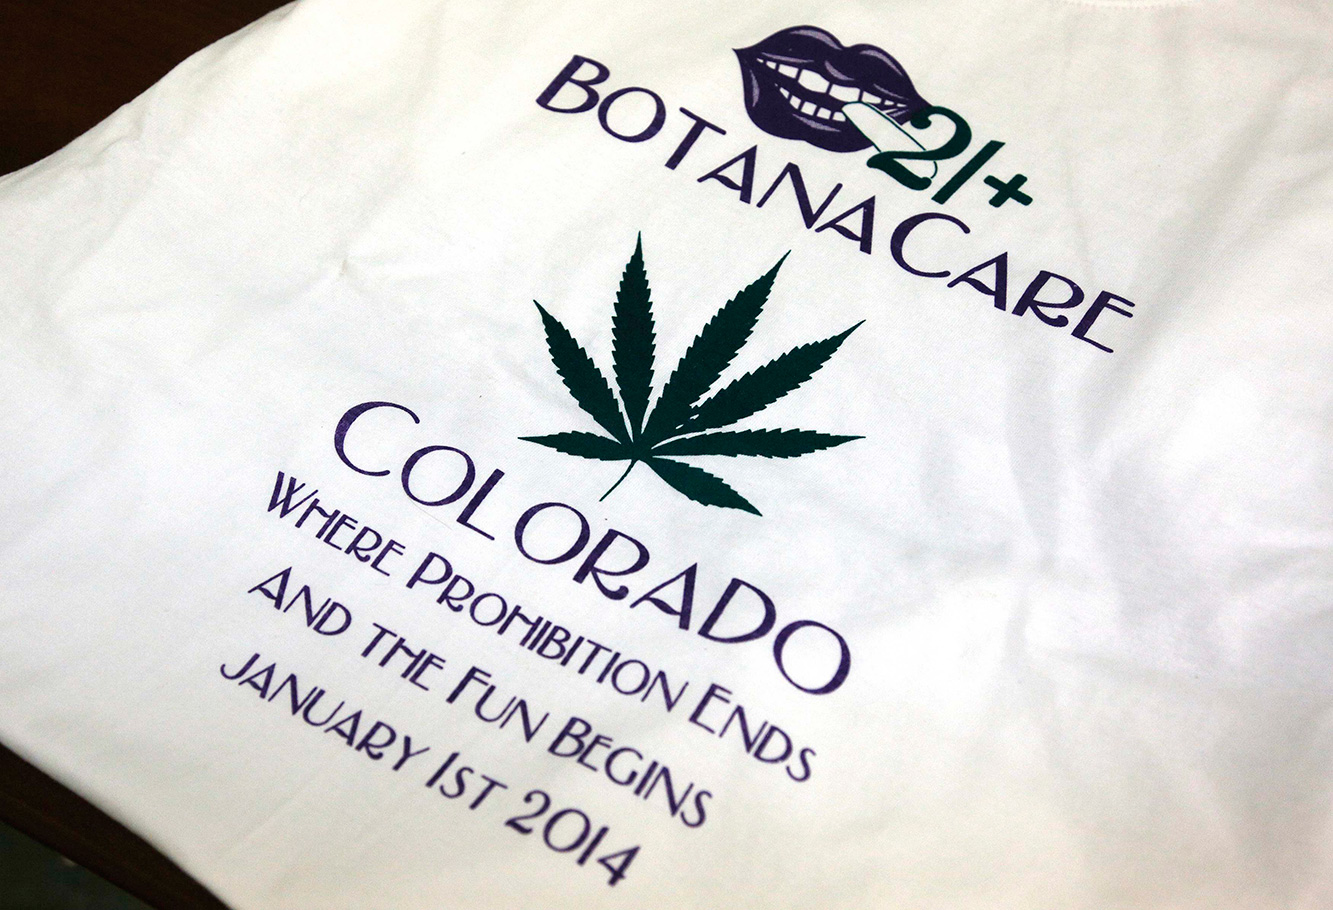 21+
BOTANACARE
COLORADO
WHERE PROHIBITION ENDS
AND THE FUN BEGINS
JANUARY 1ST 2014